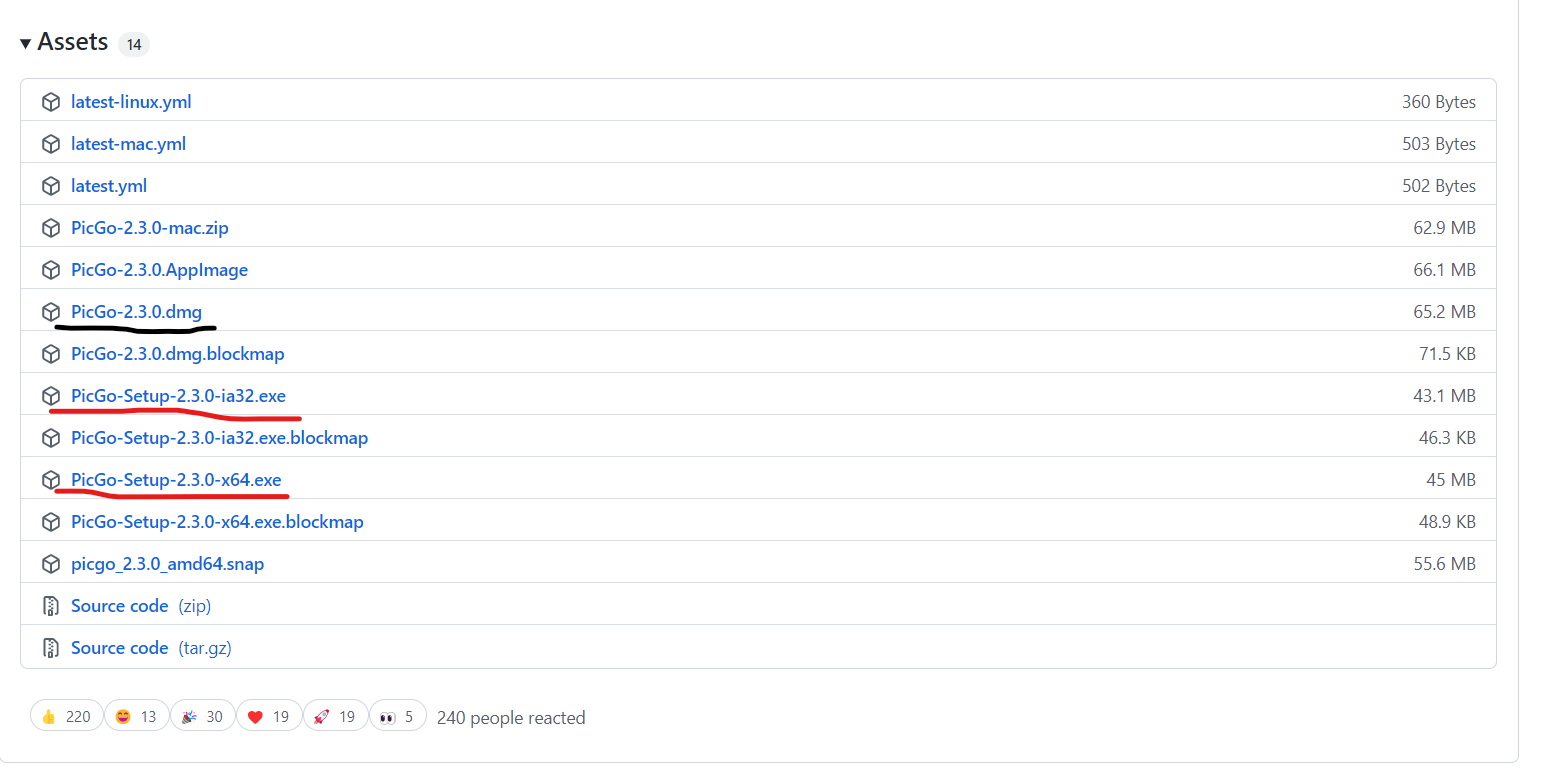 Assets 14
latest-linux.yml 360 Bytes
latest-mac.yml 503 Bytes
latest.yml 502 Bytes
PicGo-2.3.0-mac.zip 62.9 MB
PicGo-2.3.0.AppImage 66.1 MB
PicGo-2.3.0.dmg 65.2 MB
PicGo-2.3.0.dmg.blockmap 71.5 KB
PicGo-Setup-2.3.0-ia32.exe 43.1 MB
PicGo-Setup-2.3.0-ia32.exe.blockmap 46.3 KB
PicGo-Setup-2.3.0-x64.exe 45 MB
PicGo-Setup-2.3.0-x64.exe.blockmap 48.9 KB
picgo_2.3.0_amd64.snap 55.6 MB
Source code (zip)
Source code (tar.gz)
220 13 30 19 19 5 240 people reacted